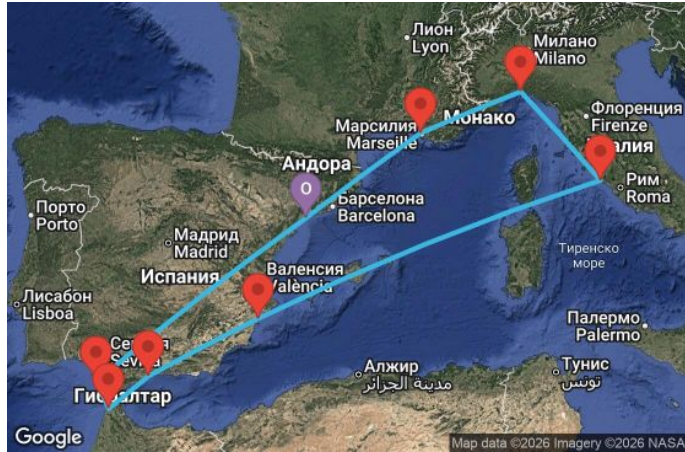 Лион
Lyon
Милано
Milano
Марсилия
Marseille
Монако
Флоренция
Firenze
Андора
O
Барселона
Barcelona
Рим
Roma
Порто
Porto
Мадрид
Madrid
Испания
Валенсия
València
Тиренско
море
Лисабон
Lisboa
Палермо
Palermo
Алжир
مدينة الجزائر
Тунис
تونس
Google
Map data ©2026 Imagery ©2026 NASA